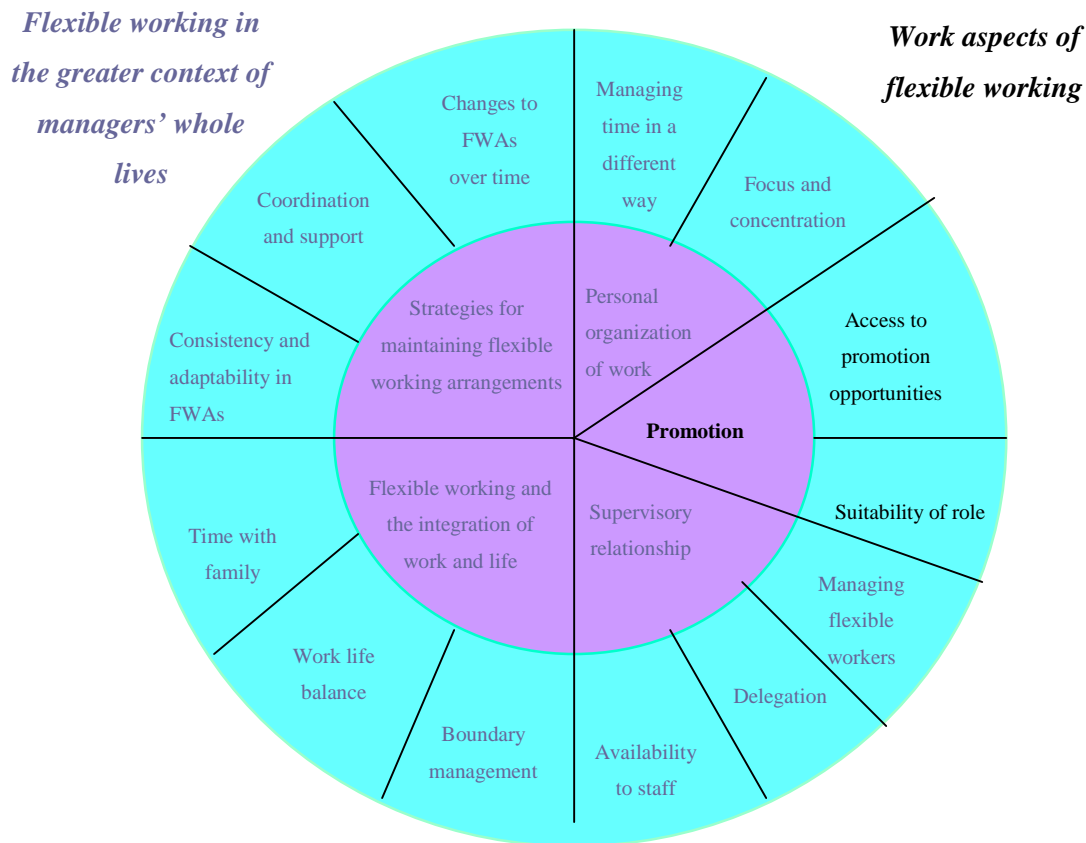 Flexible working in
the greater context of
managers’ whole
lives
Work aspects of
flexible working
Changes to
FWAs
over time
Managing
time in a
different
way
Focus and
concentration
Coordination
and support
Consistency and
adaptability in
FWAs
Strategies for
maintaining flexible
working arrangements
Personal
organization
of work
Access to
promotion
opportunities
Promotion
Flexible working and
the integration of
work and life
Supervisory
relationship
Suitability of role
Time with
family
Managing
flexible
workers
Work life
balance
Delegation
Boundary
management
Availability
to staff